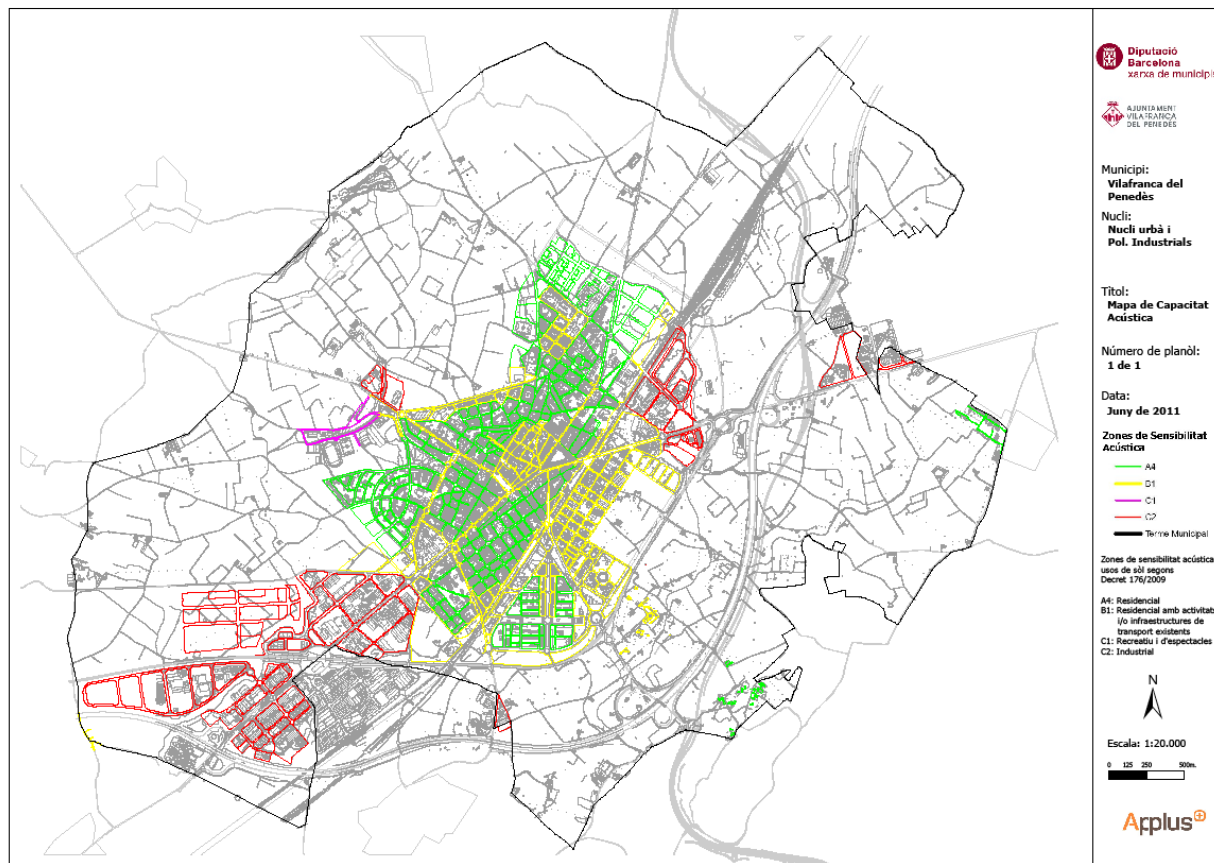 Diputació
Barcelona
xarxa de municipis
AJUNTAMENT
VILAFRANCA
DEL PENEDÈS
Municipi:
Vilafranca del
Penedès
Nucli:
Nucli urbà i
Pol. Industrials
Títol:
Mapa de Capacitat
Acústica
Número de planòl:
1 de 1
Data:
Juny de 2011
Zones de Sensibilitat
Acústica
A4
B1
C1
C2
Terme Municipal
Zones de sensibilitat acústica
usos de sòl segons
Decret 176/2009
A4: Residencial
B1: Residencial amb activitats
i/o infraestructures de
transport existents
C1: Recreatiu i d'espectacles
C2: Industrial
N
Escala: 1:20.000
0 125 250 500m.
Applus